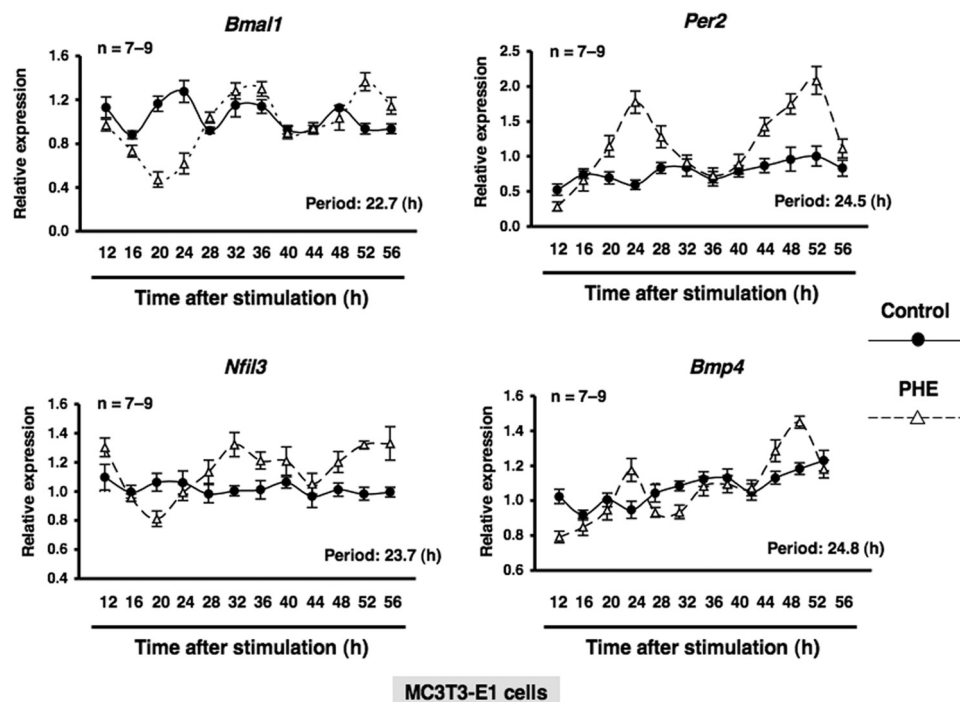 Bmal1
n = 7–9
Relative expression
1.6
1.2
0.8
0.4
0.0
Period: 22.7 (h)
12 16 20 24 28 32 36 40 44 48 52 56
Time after stimulation (h)
Per2
n = 7–9
Relative expression
2.5
2.0
1.5
1.0
0.5
0.0
Period: 24.5 (h)
12 16 20 24 28 32 36 40 44 48 52 56
Time after stimulation (h)
Control
PHE
Nfil3
n = 7–9
Relative expression
1.6
1.4
1.2
1.0
0.8
0.6
0.4
Period: 23.7 (h)
12 16 20 24 28 32 36 40 44 48 52 56
Time after stimulation (h)
Bmp4
n = 7–9
Relative expression
1.6
1.4
1.2
1.0
0.8
0.6
Period: 24.8 (h)
12 16 20 24 28 32 36 40 44 48 52 56
Time after stimulation (h)
MC3T3-E1 cells